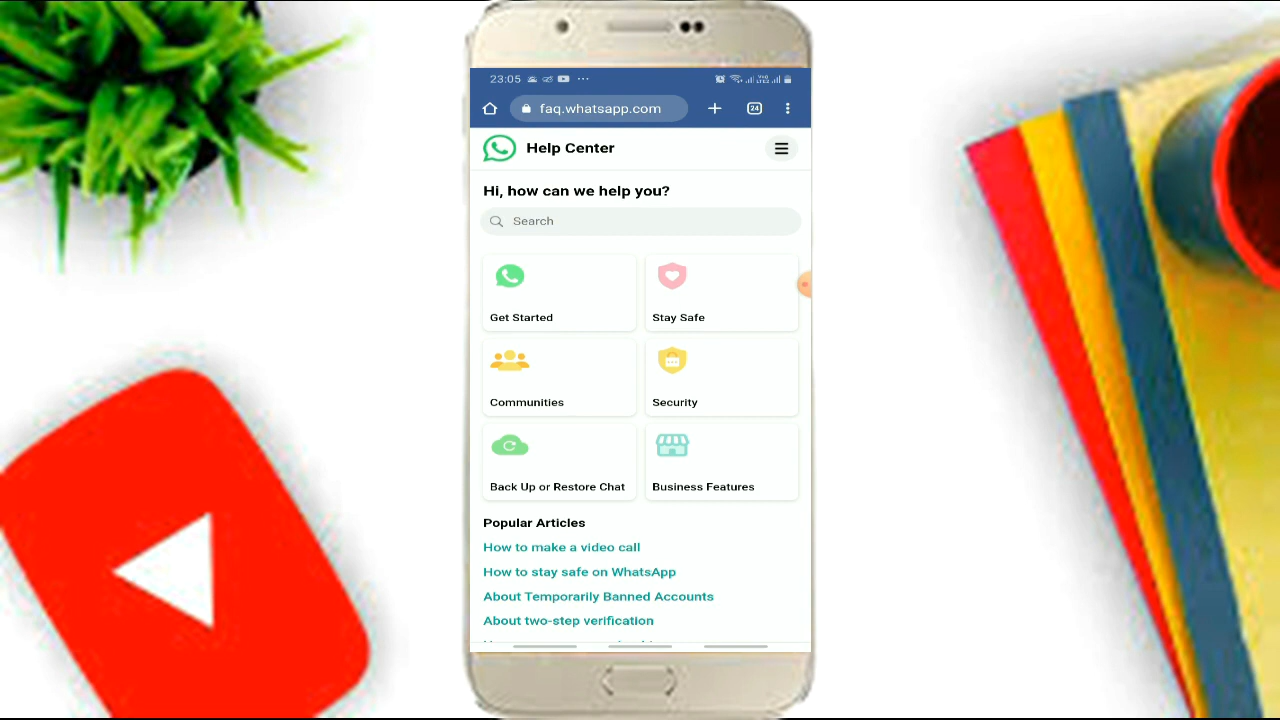 23:05
faq.whatsapp.com
24
Help Center
Hi, how can we help you?
Search
Get Started
Stay Safe
Communities
Security
Back Up or Restore Chat
Business Features
Popular Articles
How to make a video call
How to stay safe on WhatsApp
About Temporarily Banned Accounts
About two-step verification